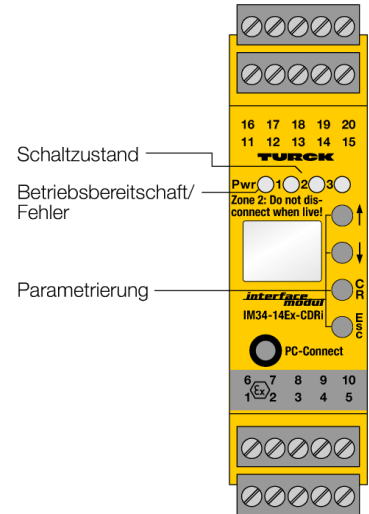 16 17 18 19 20
11 12 13 14 15
TURCK
Schaltzustand
Pwr 1 2 3
Betriebsbereitschaft/
Fehler
Zone 2: Do not dis-
connect when live!
↑
↓
Parametrierung
C
R
interface
modul
IM34-14Ex-CDRi
E
s
c
PC-Connect
6 7 8 9 10
Ex
1 2 3 4 5